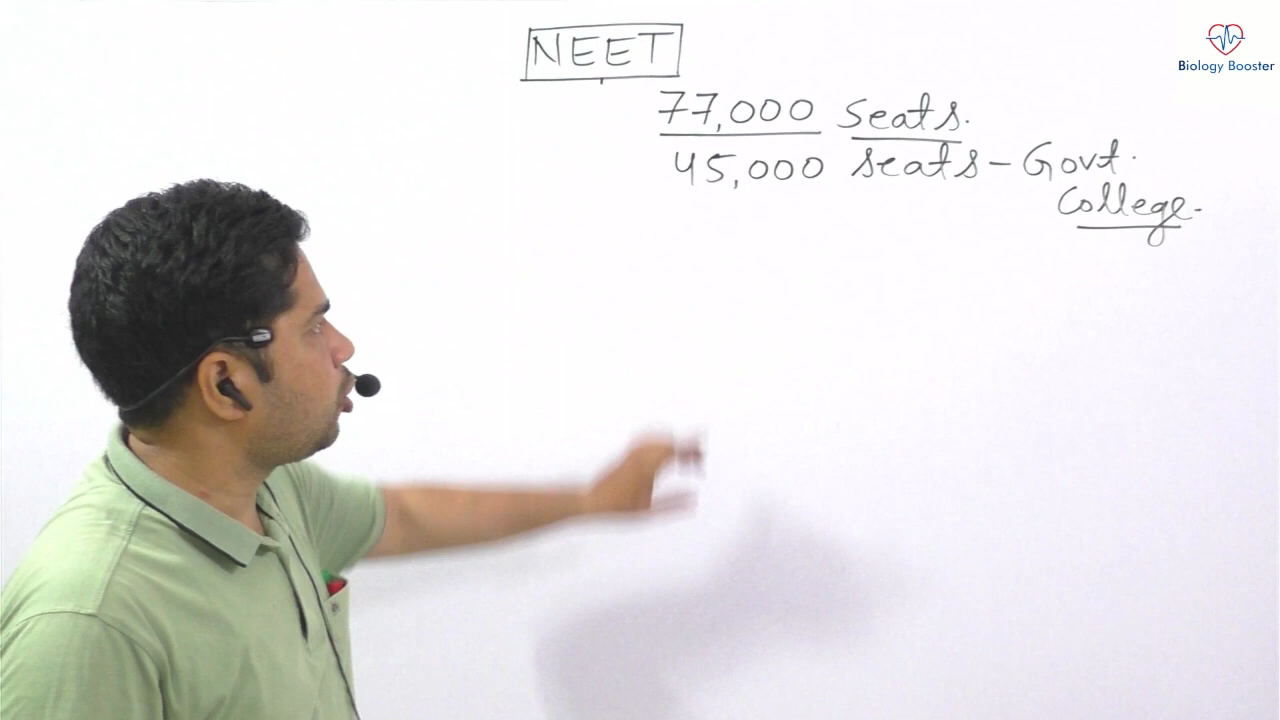 NEET
Biology Booster
77,000 seats.
45,000 seats - Govt.
College.